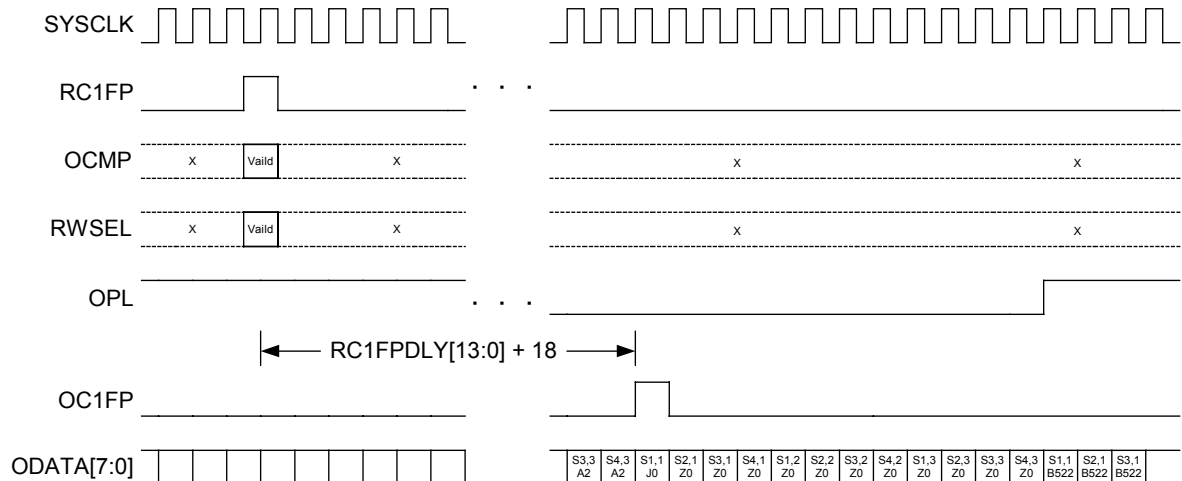 SYSCLK
RC1FP . . .
OCMP X Vaild X X X
RWSEL X Vaild X X X
OPL . . .
RC1FPDLY[13:0] + 18
OC1FP
ODATA[7:0] S3,3 S4,3 S1,1 S2,1 S3,1 S4,1 S1,2 S2,2 S3,2 S4,2 S1,3 S2,3 S3,3 S4,3 S1,1 S2,1 S3,1
A2 A2 J0 Z0 Z0 Z0 Z0 Z0 Z0 Z0 Z0 Z0 Z0 Z0 B522 B522 B522